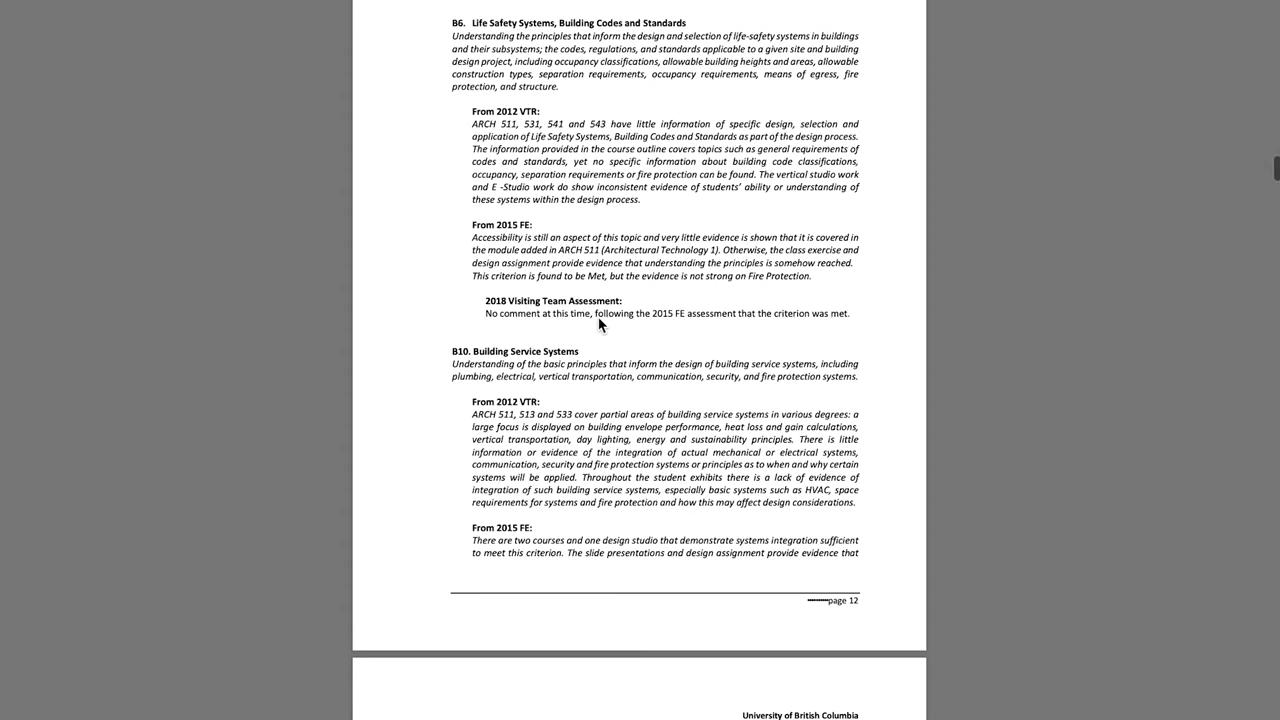 B6. Life Safety Systems, Building Codes and Standards
Understanding the principles that inform the design and selection of life-safety systems in buildings
and their subsystems; the codes, regulations, and standards applicable to a given site and building
design project, including occupancy classifications, allowable building heights and areas, allowable
construction types, separation requirements, occupancy requirements, means of egress, fire
protection, and structure.
From 2012 VTR:
ARCH 511, 531, 541 and 543 have little information of specific design, selection and
application of Life Safety Systems, Building Codes and Standards as part of the design process.
The information provided in the course outline covers topics such as general requirements of
codes and standards, yet no specific information about building code classifications,
occupancy, separation requirements or fire protection can be found. The vertical studio work
and E -Studio work do show inconsistent evidence of students' ability or understanding of
these systems within the design process.
From 2015 FE:
Accessibility is still an aspect of this topic and very little evidence is shown that it is covered in
the module added in ARCH 511 (Architectural Technology 1). Otherwise, the class exercise and
design assignment provide evidence that understanding the principles is somehow reached.
This criterion is found to be Met, but the evidence is not strong on Fire Protection.
2018 Visiting Team Assessment:
No comment at this time, following the 2015 FE assessment that the criterion was met.
B10. Building Service Systems
Understanding of the basic principles that inform the design of building service systems, including
plumbing, electrical, vertical transportation, communication, security, and fire protection systems.
From 2012 VTR:
ARCH 511, 513 and 533 cover partial areas of building service systems in various degrees: a
large focus is displayed on building envelope performance, heat loss and gain calculations,
vertical transportation, day lighting, energy and sustainability principles. There is little
information or evidence of the integration of actual mechanical or electrical systems,
communication, security and fire protection systems or principles as to when and why certain
systems will be applied. Throughout the student exhibits there is a lack of evidence of
integration of such building service systems, especially basic systems such as HVAC, space
requirements for systems and fire protection and how this may affect design considerations.
From 2015 FE:
There are two courses and one design studio that demonstrate systems integration sufficient
to meet this criterion. The slide presentations and design assignment provide evidence that
page 12
University of British Columbia